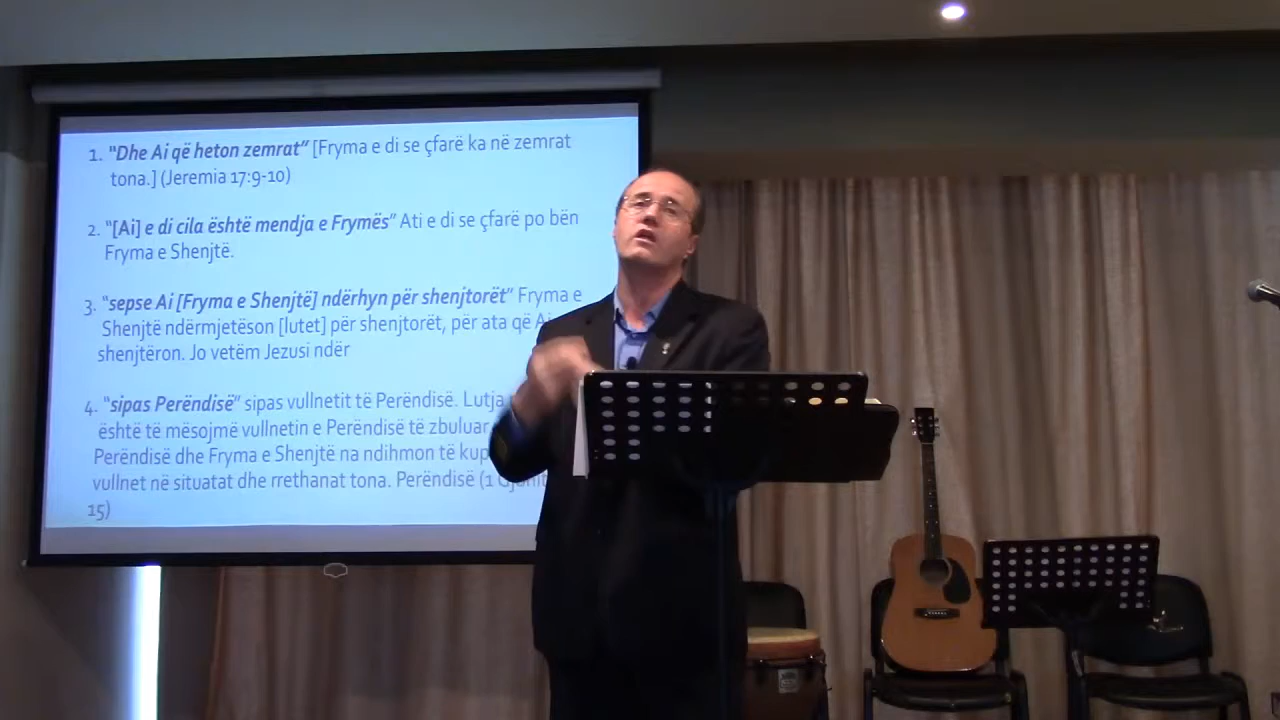 1. "Dhe Ai që heton zemrat" [Fryma e di se çfarë ka në zemrat
tona.] (Jeremia 17:9-10)
2. "[Ai] e di cila është mendja e Frymës" Ati e di se çfarë po bën
Fryma e Shenjtë.
3. "sepse Ai [Fryma e Shenjtë] ndërhyn për shenjtorët" Fryma e
Shenjtë ndërmjetëson [lutet] për shenjtorët, për ata që Ai
shenjtëron. Jo vetëm Jezusi ndër
4. "sipas Perëndisë" sipas vullnetit të Perëndisë. Lutja
është të mësojmë vullnetin e Perëndisë të zbuluar
Perëndisë dhe Fryma e Shenjtë na ndihmon të
vullnet në situatat dhe rrethanat tona. Perëndisë (1
15)